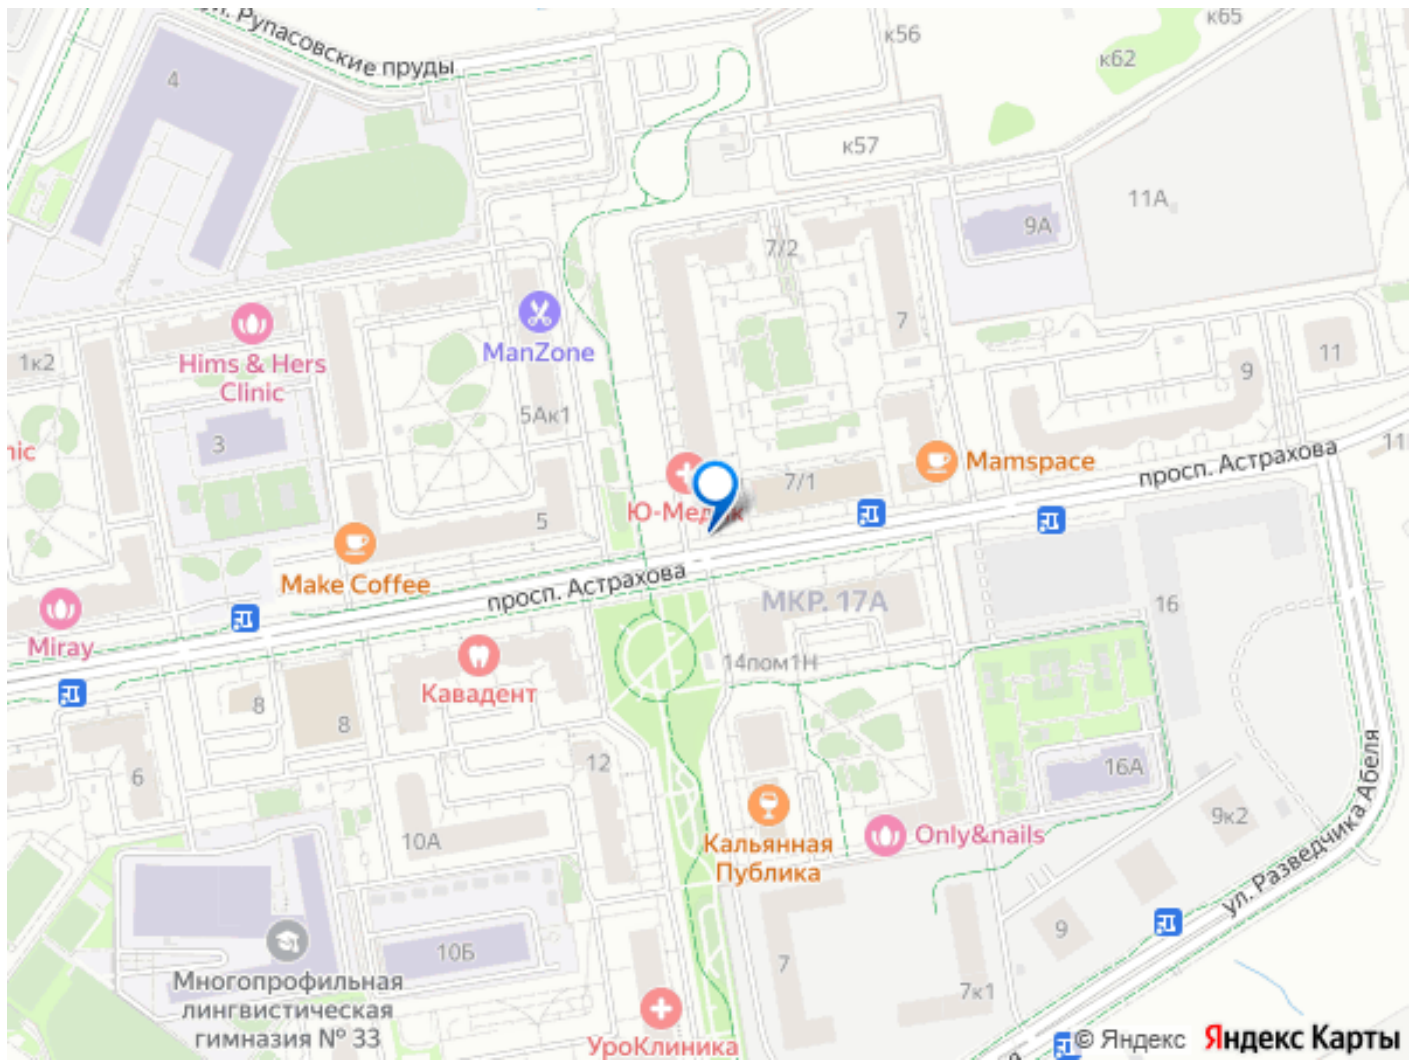 к65
к56
ул. Рупасовские пруды
к62
4
к57
11А
9А
7/2
7
1к2
Hims & Hers
Clinic
ManZone
11
9
5Ак1
3
nic
Mamspace
просп. Астрахова
7/1
5
Make Coffee
просп. Астрахова
МКР. 17А
16
Miray
14пом1Н
Кавадент
8
8
6
12
16А
10А
9к2
Кальянная
Публика
Only&nails
ул. Разведчика Абеля
10Б
9
7
7к1
Многопрофильная
лингвистическая
гимназия № 33
УроКлиника
© Яндекс Яндекс Карты